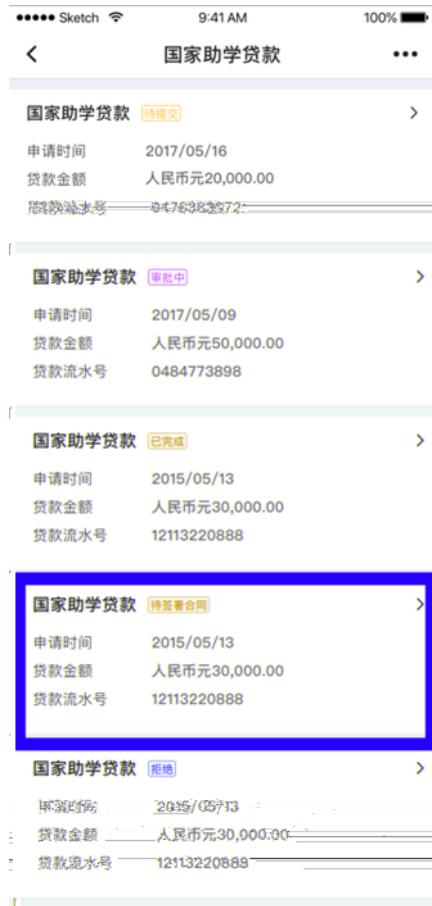 Sketch 9:41 AM 100%
国家助学贷款
国家助学贷款 待提交
申请时间 2017/05/16
贷款金额 人民币元20,000.00
国家助学贷款 审批中
申请时间 2017/05/09
贷款金额 人民币元50,000.00
贷款流水号 0484773898
国家助学贷款 已完成
申请时间 2015/05/13
贷款金额 人民币元30,000.00
贷款流水号 12113220888
国家助学贷款 待签署合同
申请时间 2015/05/13
贷款金额 人民币元30,000.00
贷款流水号 12113220888
国家助学贷款 拒绝
申请时间 2015/05/13
贷款金额 人民币元30,000.00
贷款流水号 12113220888